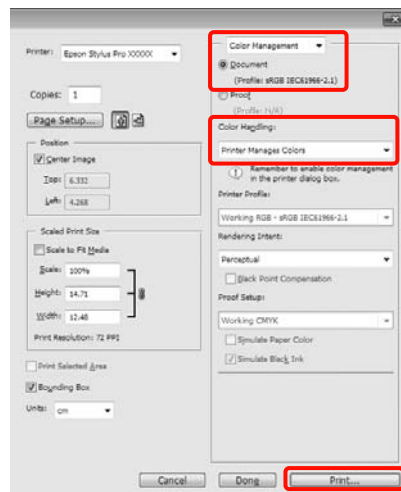 Printer: Epson Stylus Pro XXXXX
Copies: 1
Page Setup...
Position
Center Image
Top: 6.332
Left: 4.268
Scaled Print Size
Scale to Fit Media
Scale: 100%
Height: 14.71
Width: 12.48
Print Resolution: 72 PPI
Print Selected Area
Bounding Box
Units: cm
Color Management
Document
(Profile: sRGB IEC61966-2.1)
Proof
(Profile: N/A)
Color Handling:
Printer Manages Colors
Remember to enable color management
in the printer dialog box.
Printer Profile:
Working RGB - sRGB IEC61966-2.1
Rendering Intent:
Perceptual
Black Point Compensation
Proof Setup:
Working CMYK
Simulate Paper Color
Simulate Black Ink
Cancel
Done
Print...